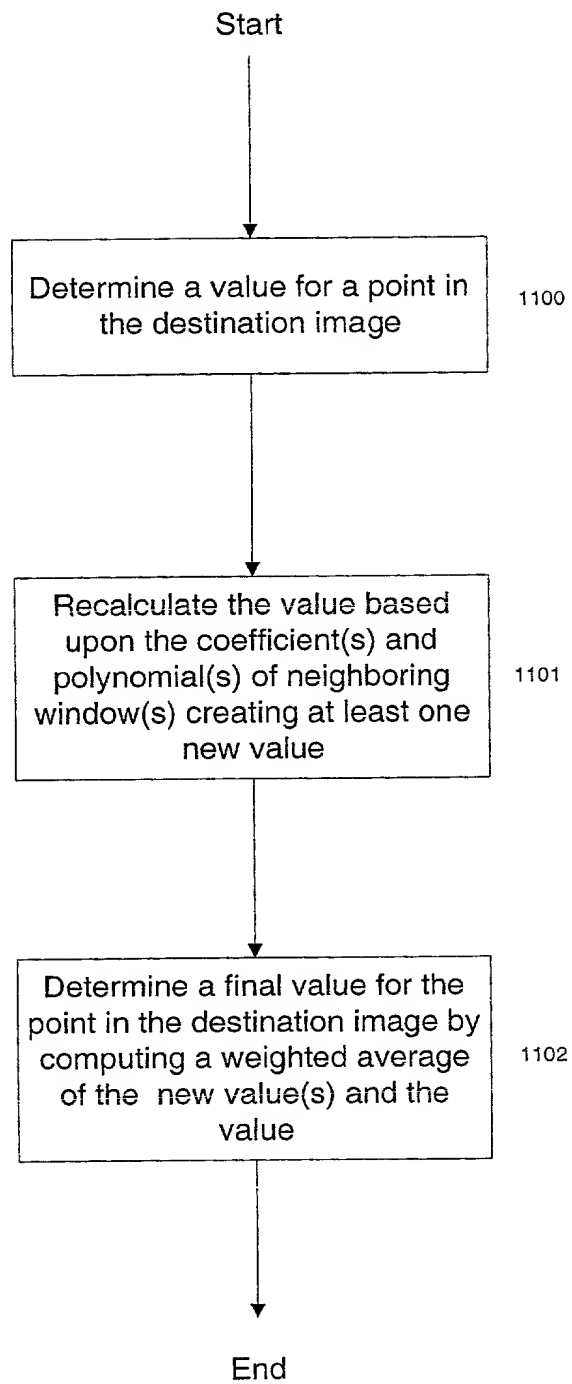 Start
Determine a value for a point in
the destination image
1100
Recalculate the value based
upon the coefficient(s) and
polynomial(s) of neighboring
window(s) creating at least one
new value
1101
Determine a final value for the
point in the destination image by
computing a weighted average
of the new value(s) and the
value
1102
End